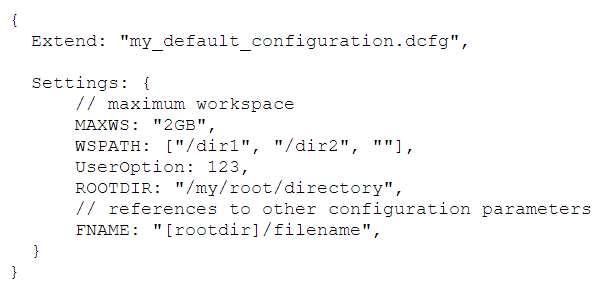 {
  Extend: "my_default_configuration.dcfg",

  Settings: {
      // maximum workspace
      MAXWS: "2GB",
      WSPATH: ["/dir1", "/dir2", ""],
      UserOption: 123,
      ROOTDIR: "/my/root/directory",
      // references to other configuration parameters
      FNAME: "[rootdir]/filename",
  }
}